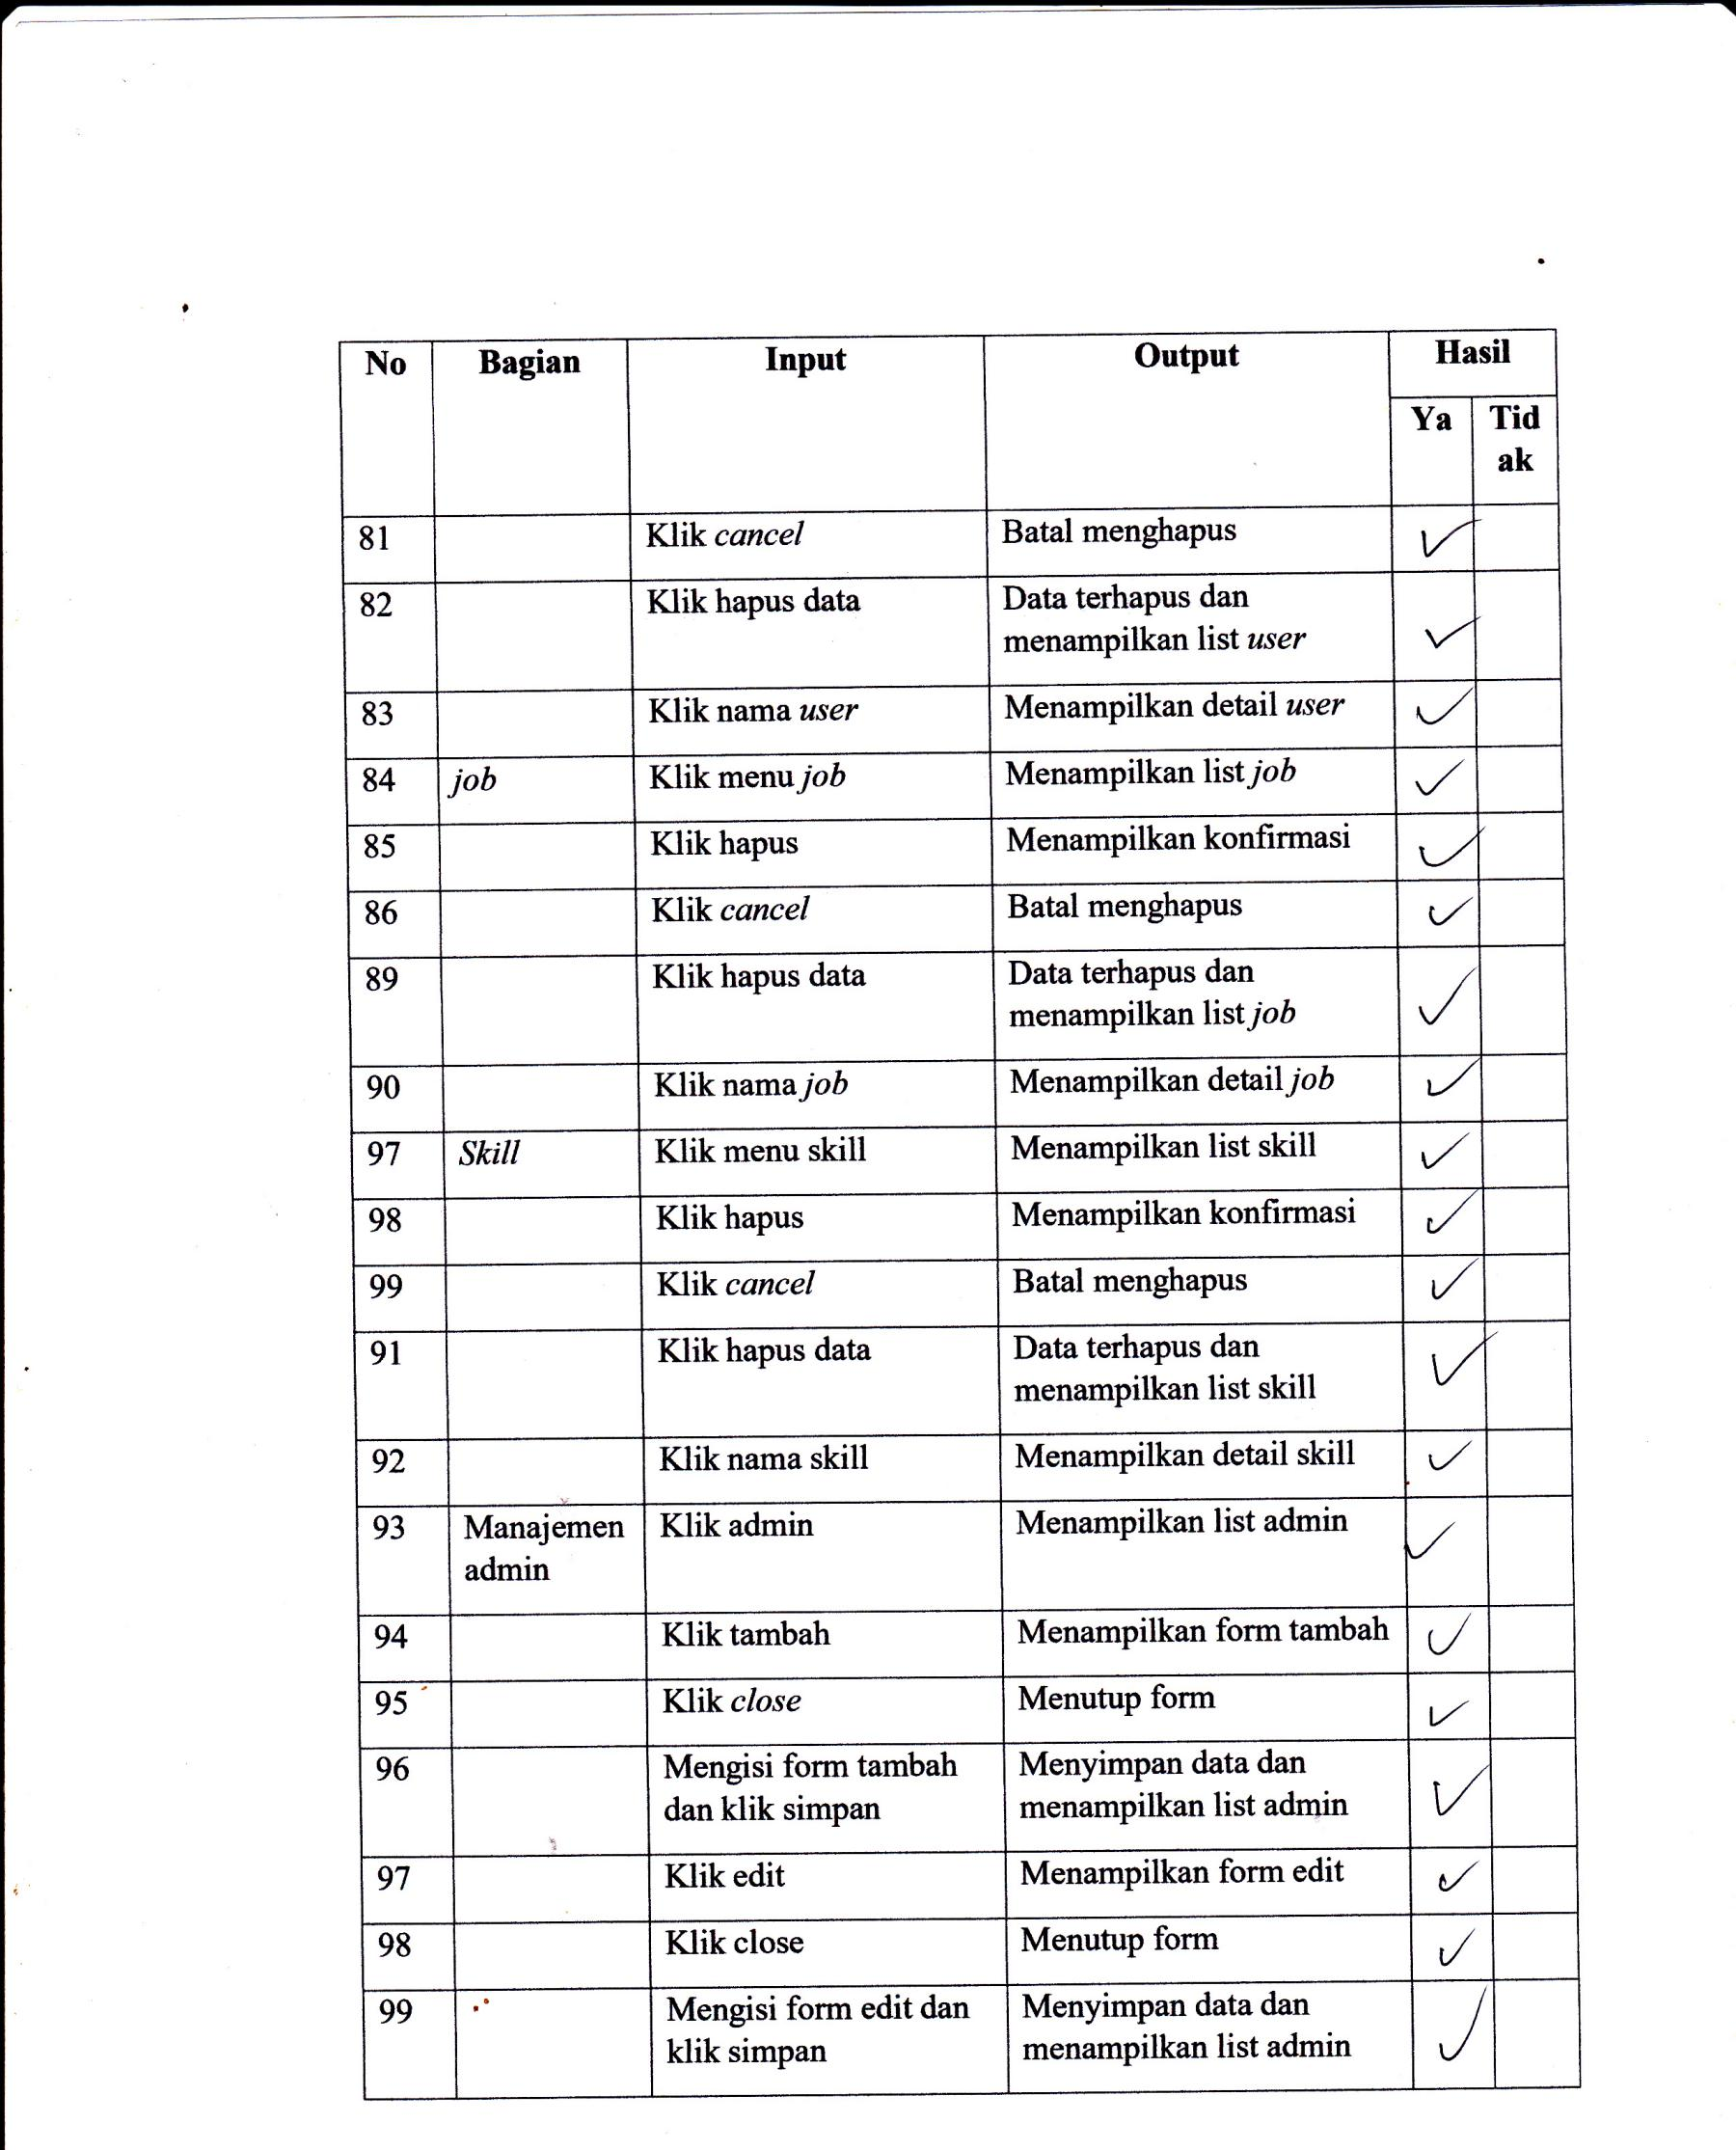 No Bagian Input Output Hasil
Ya Tid
ak
81 Klik cancel Batal menghapus ✓
82 Klik hapus data Data terhapus dan
menampilkan list user ✓
83 Klik nama user Menampilkan detail user ✓
84 job Klik menu job Menampilkan list job ✓
85 Klik hapus Menampilkan konfirmasi ✓
86 Klik cancel Batal menghapus ✓
89 Klik hapus data Data terhapus dan
menampilkan list job ✓
90 Klik nama job Menampilkan detail job ✓
97 Skill Klik menu skill Menampilkan list skill ✓
98 Klik hapus Menampilkan konfirmasi ✓
99 Klik cancel Batal menghapus ✓
91 Klik hapus data Data terhapus dan
menampilkan list skill ✓
92 Klik nama skill Menampilkan detail skill ✓
93 Manajemen Klik admin Menampilkan list admin ✓
admin
94 Klik tambah Menampilkan form tambah ✓
95 Klik close Menutup form ✓
96 Mengisi form tambah Menyimpan data dan
dan klik simpan menampilkan list admin ✓
97 Klik edit Menampilkan form edit ✓
98 Klik close Menutup form ✓
99 Mengisi form edit dan Menyimpan data dan
klik simpan menampilkan list admin ✓